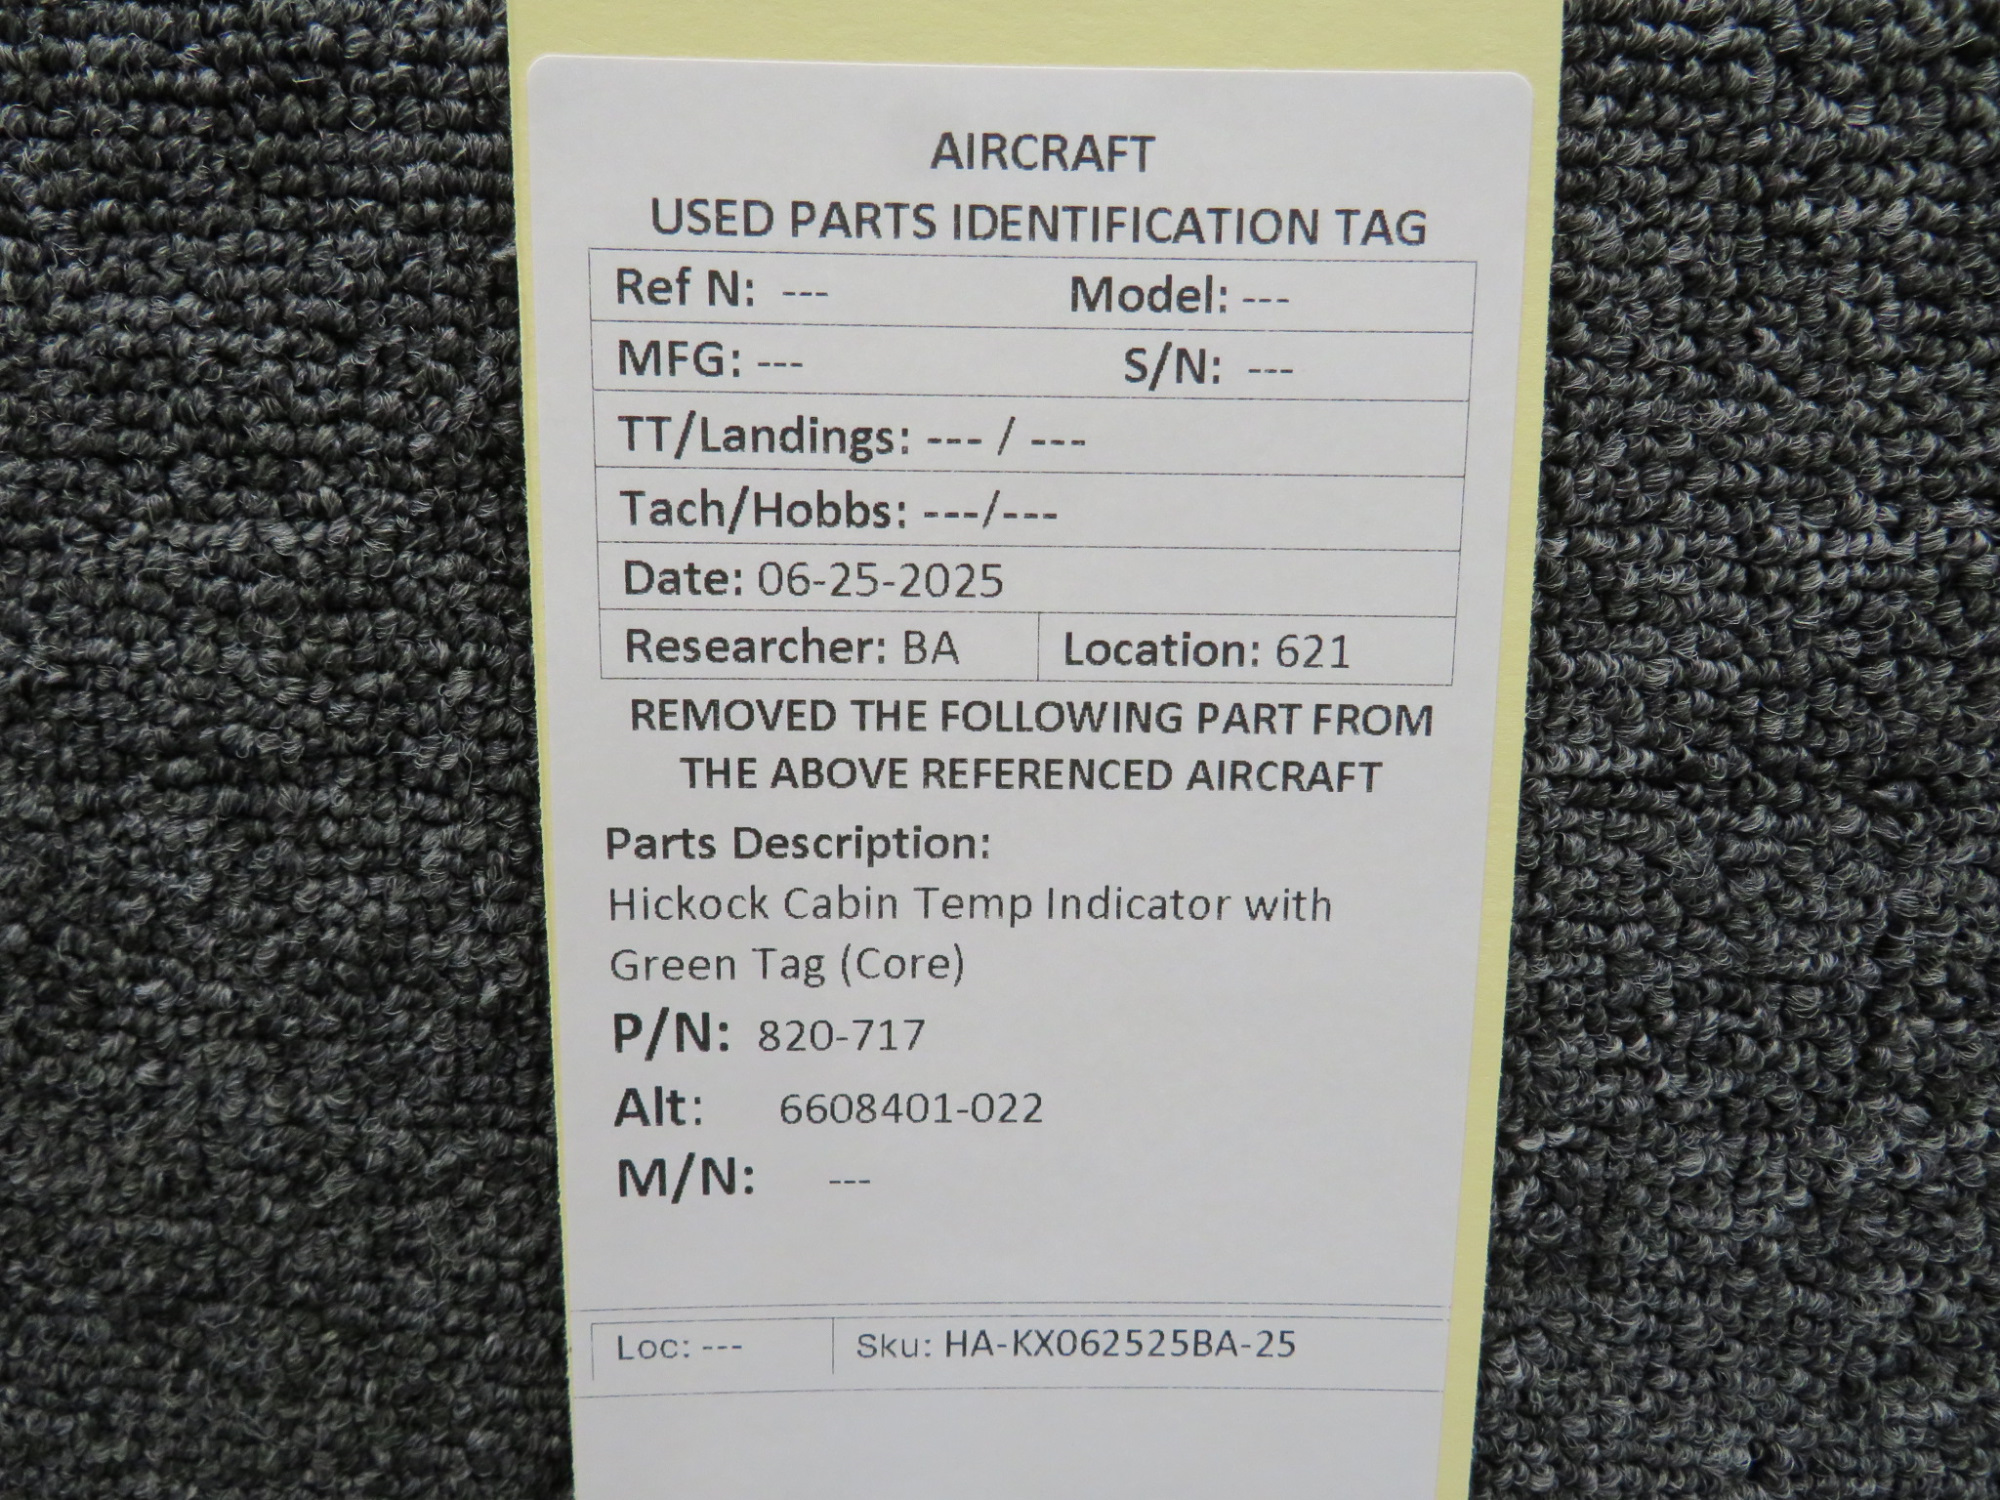 AIRCRAFT
USED PARTS IDENTIFICATION TAG
Ref N: --- Model: ---
MFG: --- S/N: ---
TT/Landings: --- / ---
Tach/Hobbs: ---/---
Date: 06-25-2025
Researcher: BA Location: 621
REMOVED THE FOLLOWING PART FROM
THE ABOVE REFERENCED AIRCRAFT
Parts Description:
Hickock Cabin Temp Indicator with
Green Tag (Core)
P/N: 820-717
Alt: 6608401-022
M/N: ---
Loc: --- Sku: HA-KX062525BA-25